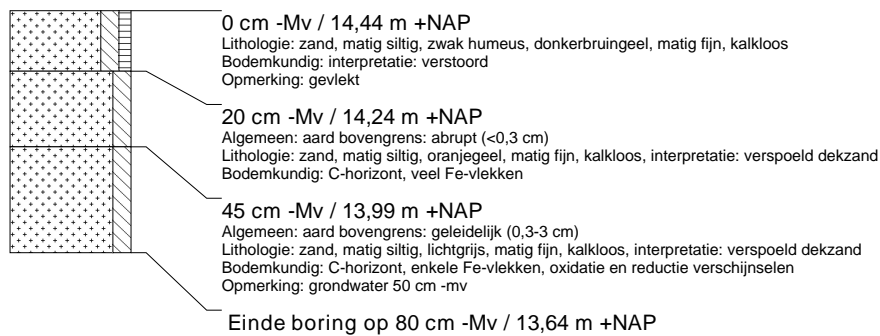 0 cm -Mv / 14,44 m +NAP
Lithologie: zand, matig siltig, zwak humeus, donkerbruingeel, matig fijn, kalkloos
Bodemkundig: interpretatie: verstoord
Opmerking: gevlekt
20 cm -Mv / 14,24 m +NAP
Algemeen: aard bovengrens: abrupt (<0,3 cm)
Lithologie: zand, matig siltig, oranjegeel, matig fijn, kalkloos, interpretatie: verspoeld dekzand
Bodemkundig: C-horizont, veel Fe-vlekken
45 cm -Mv / 13,99 m +NAP
Algemeen: aard bovengrens: geleidelijk (0,3-3 cm)
Lithologie: zand, matig siltig, lichtgrijs, matig fijn, kalkloos, interpretatie: verspoeld dekzand
Bodemkundig: C-horizont, enkele Fe-vlekken, oxidatie en reductie verschijnselen
Opmerking: grondwater 50 cm -mv
Einde boring op 80 cm -Mv / 13,64 m +NAP